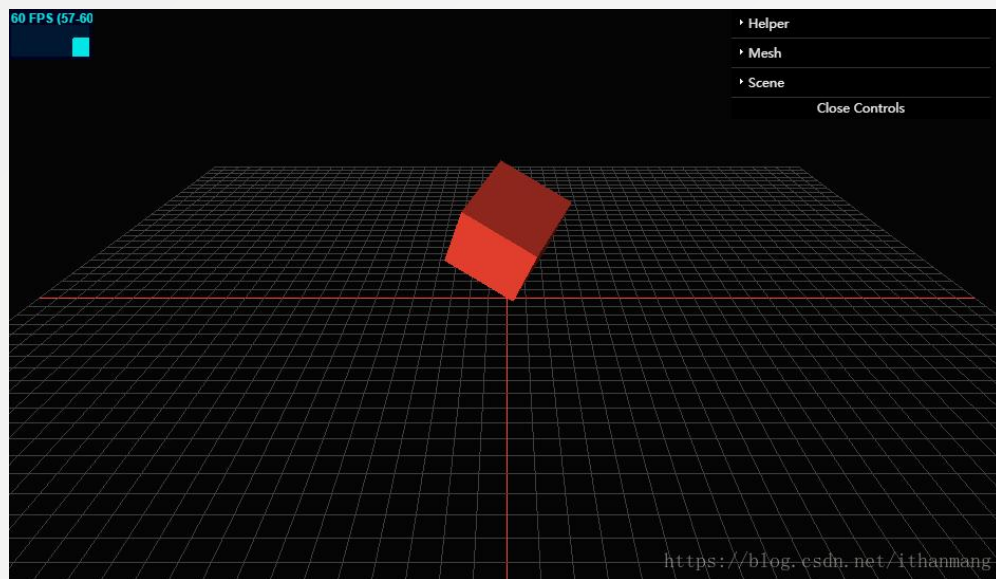 60 FPS (57-60
Helper
Mesh
Scene
Close Controls
https://blog.csdn.net/ithanmang